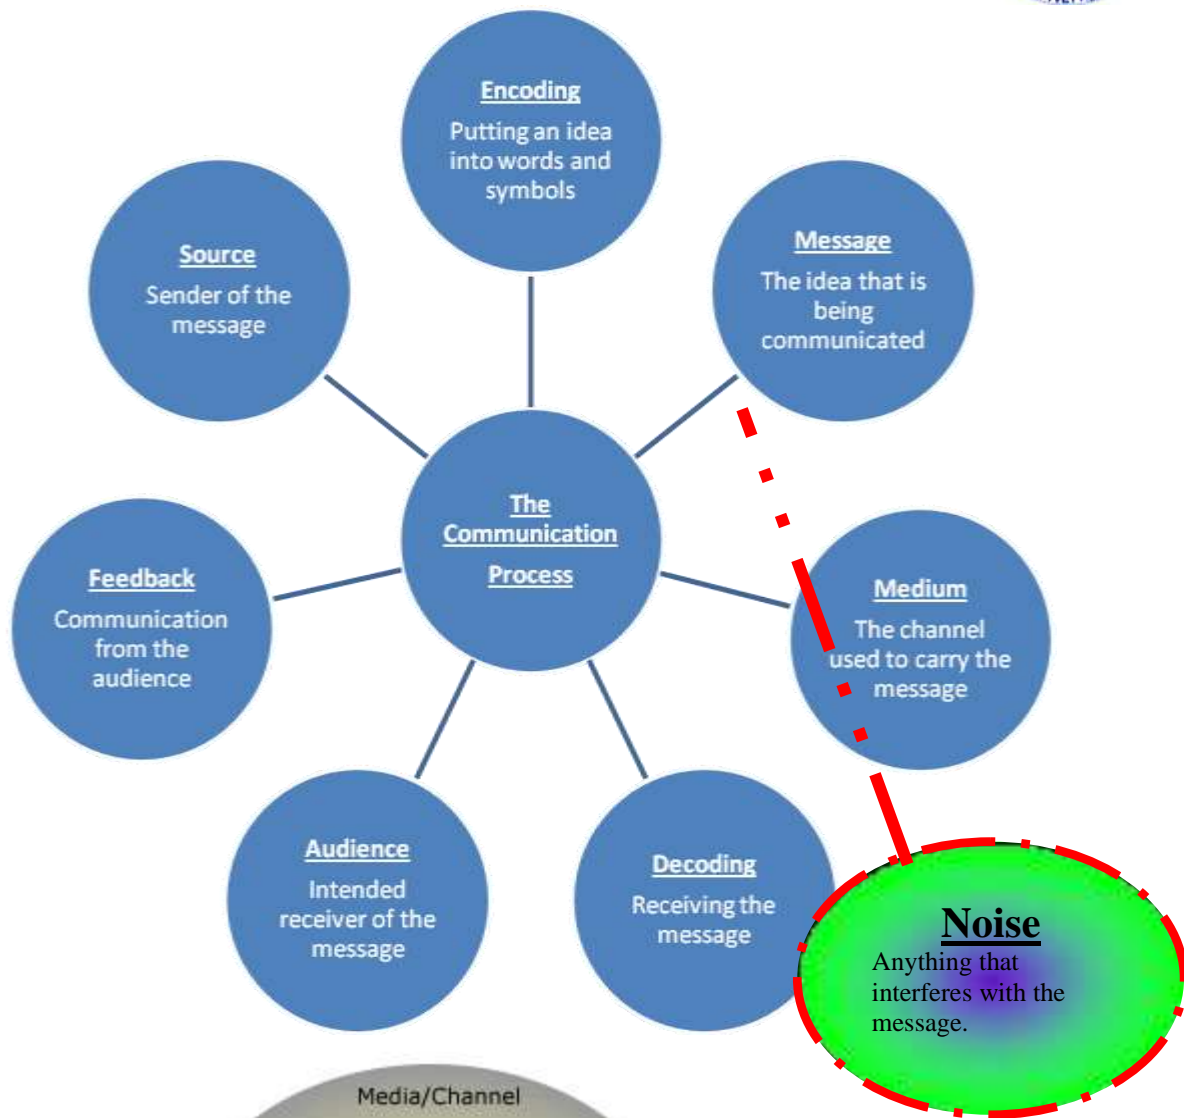 Encoding
Putting an idea
into words and
symbols
Source
Sender of the
message
Message
The idea that is
being
communicated
The
Communication
Process
Feedback
Communication
from the
audience
Medium
The channel
used to carry the
message
Audience
Intended
receiver of the
message
Decoding
Receiving the
message
Noise
Anything that
interferes with the
message.
Media/Channel